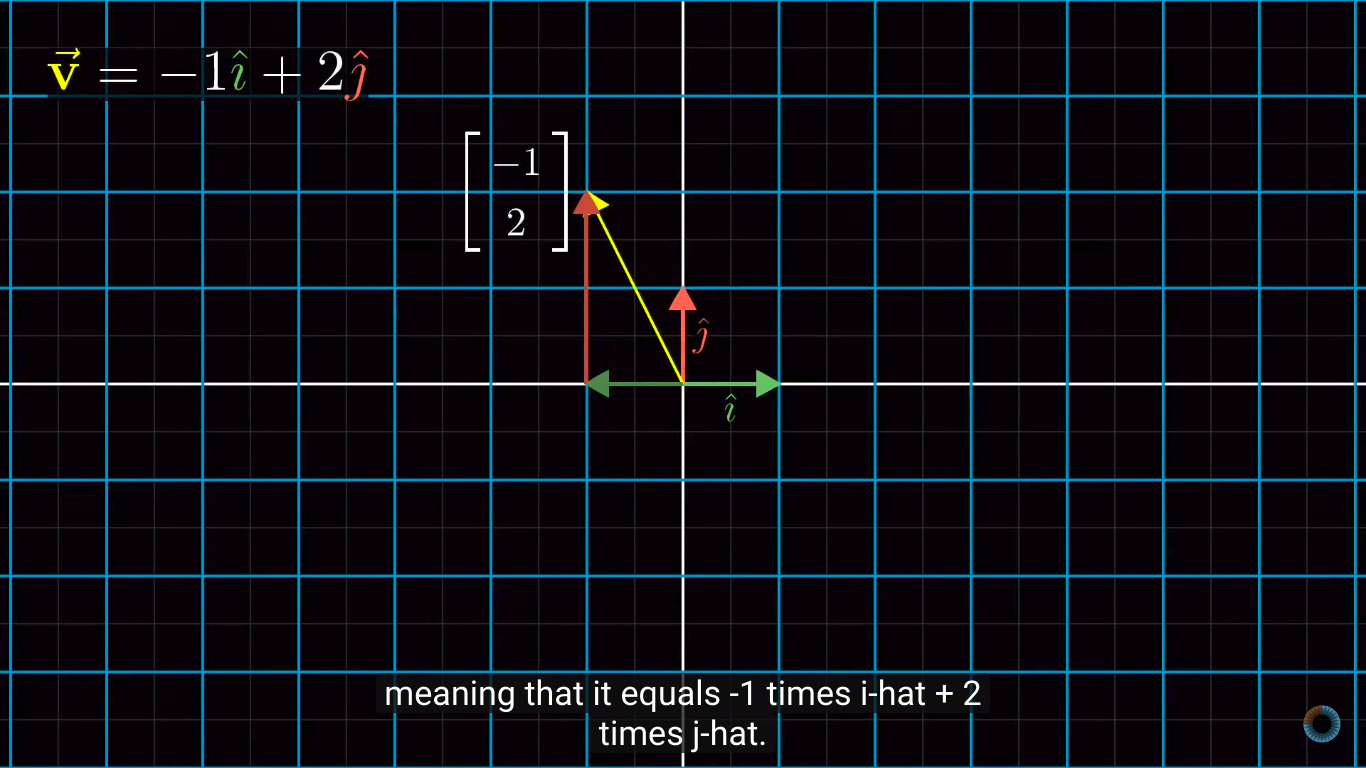 v⃗ = −1î + 2ĵ
−1
2
ĵ
î
meaning that it equals -1 times i-hat + 2
times j-hat.